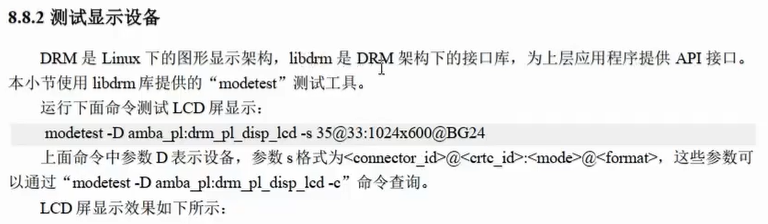 8.8.2 测试显示设备
DRM 是 Linux 下的图形显示架构，libdrm 是 DRM 架构下的接口库，为上层应用程序提供 API 接口。
本小节使用 libdrm 库提供的“modetest”测试工具。
运行下面命令测试 LCD 屏显示：
modetest -D amba_pl:drm_pl_disp_lcd -s 35@33:1024x600@BG24
上面命令中参数 D 表示设备，参数 s 格式为<connector_id>@<crtc_id>:<mode>@<format>，这些参数可
以通过“modetest -D amba_pl:drm_pl_disp_lcd -c”命令查询。
LCD 屏显示效果如下所示：